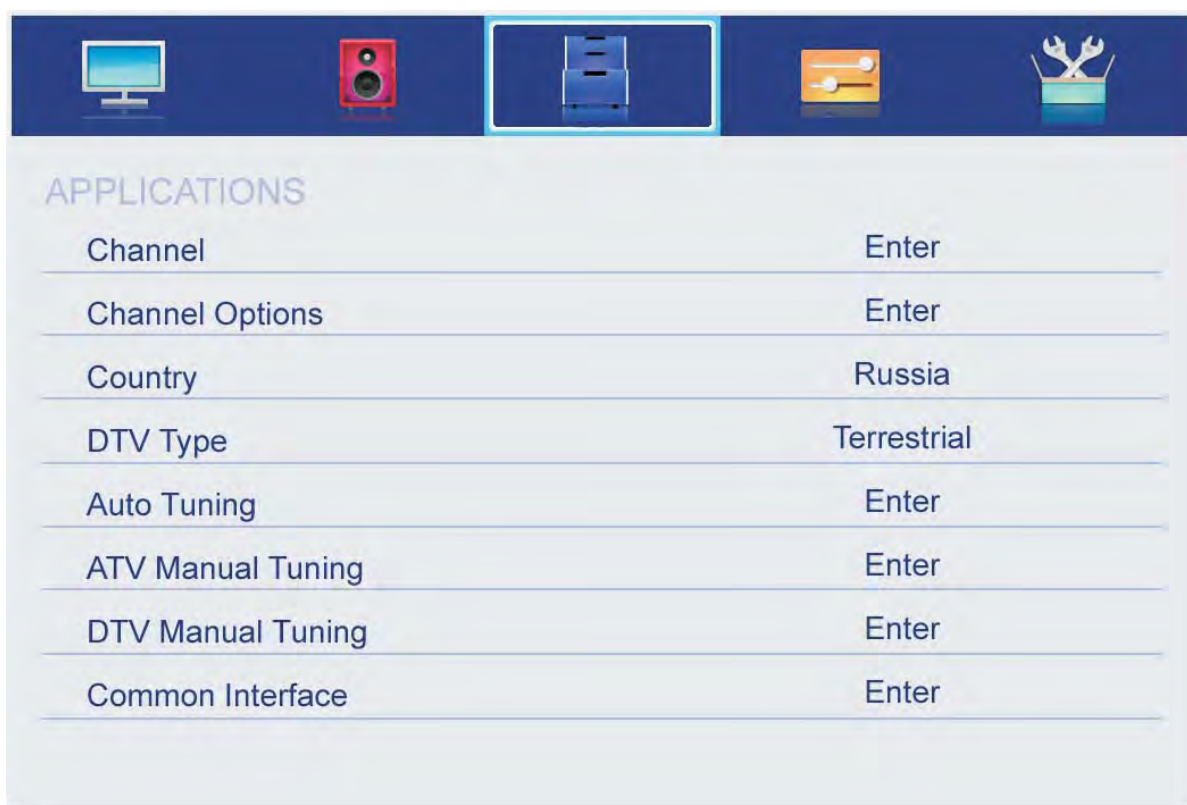 APPLICATIONS
Channel Enter
Channel Options Enter
Country Russia
DTV Type Terrestrial
Auto Tuning Enter
ATV Manual Tuning Enter
DTV Manual Tuning Enter
Common Interface Enter